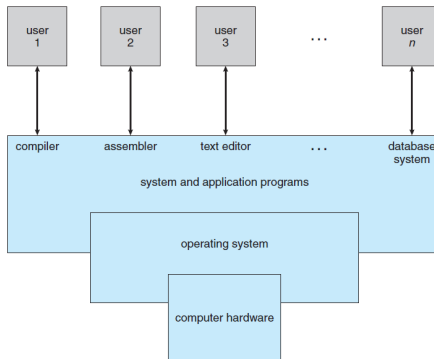 user
1
user
2
user
3
...
user
n
compiler
assembler
text editor
...
database
system
system and application programs
operating system
computer hardware